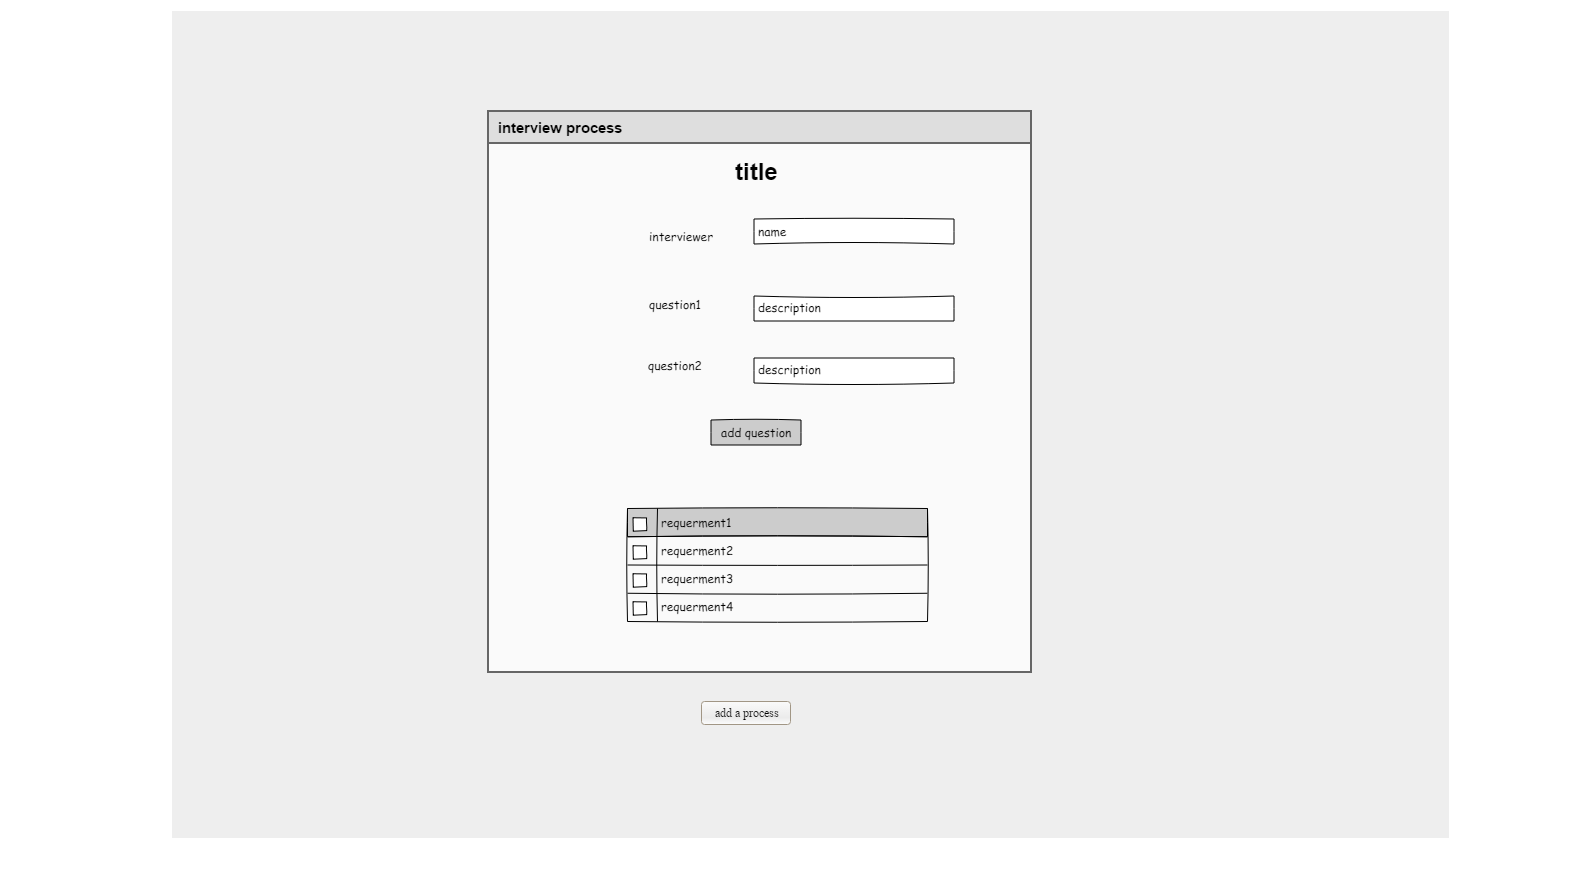 interview process
title
interviewer
name
question1
description
question2
description
add question
requerment1
requerment2
requerment3
requerment4
add a process